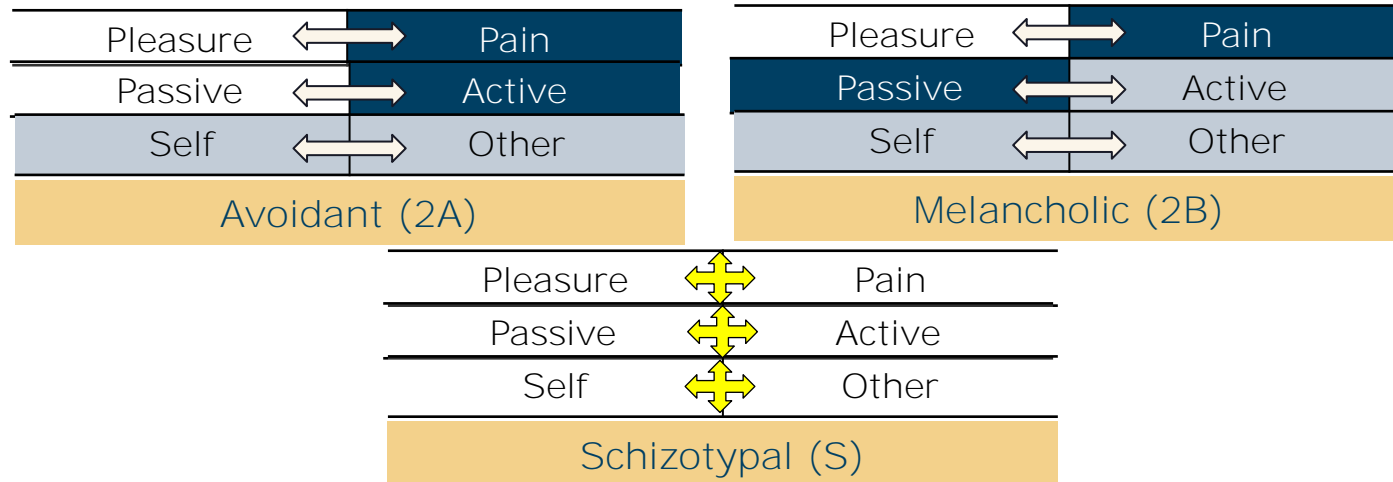 Pleasure Pain
Passive Active
Self Other
Avoidant (2A)
Pleasure Pain
Passive Active
Self Other
Melancholic (2B)
Pleasure Pain
Passive Active
Self Other
Schizotypal (S)